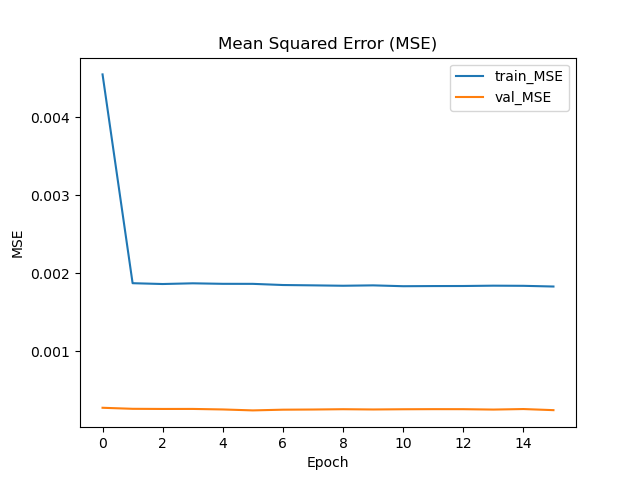 Mean Squared Error (MSE)
train_MSE
val_MSE
0.004
0.003
0.002
0.001
MSE
0 2 4 6 8 10 12 14
Epoch